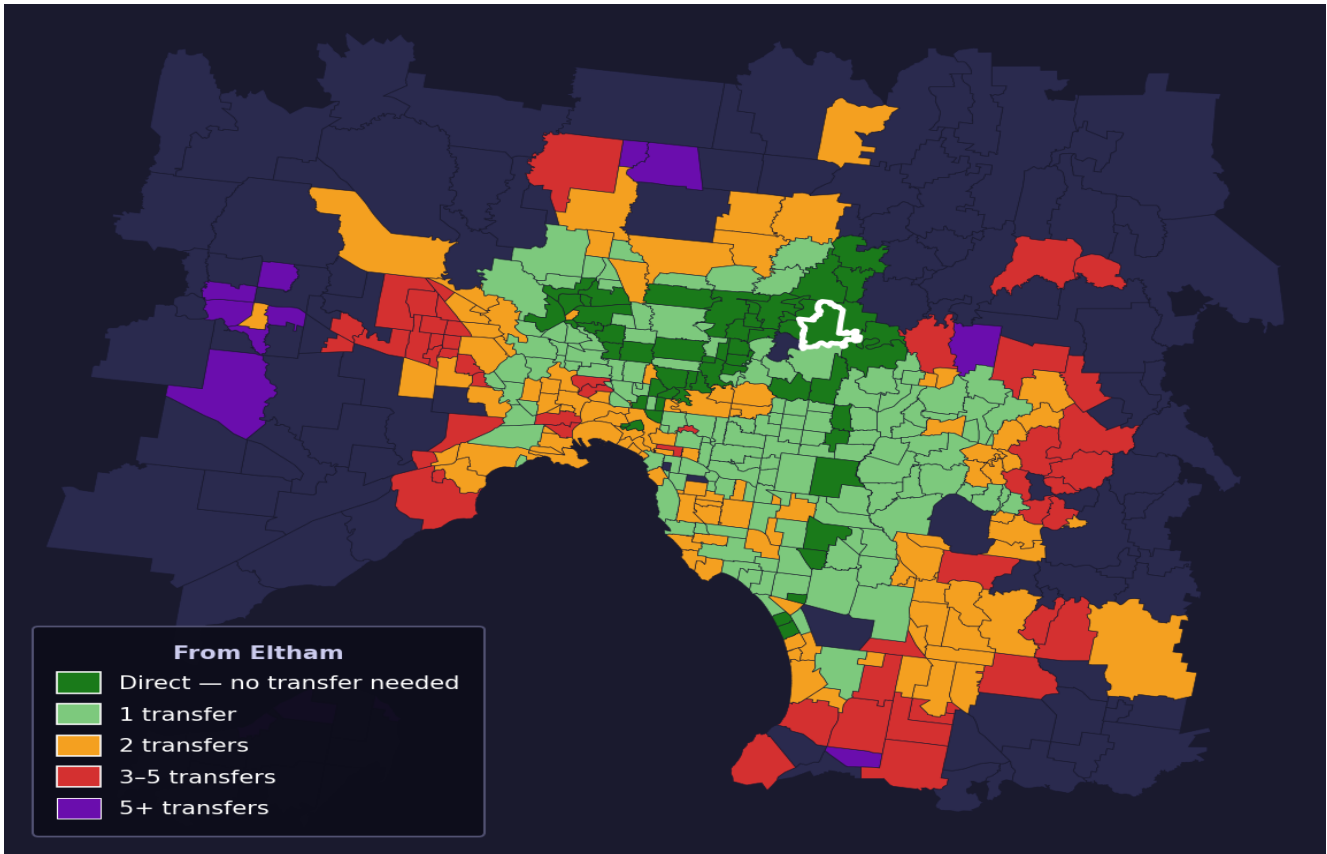 From Eltham
Direct — no transfer needed
1 transfer
2 transfers
3–5 transfers
5+ transfers